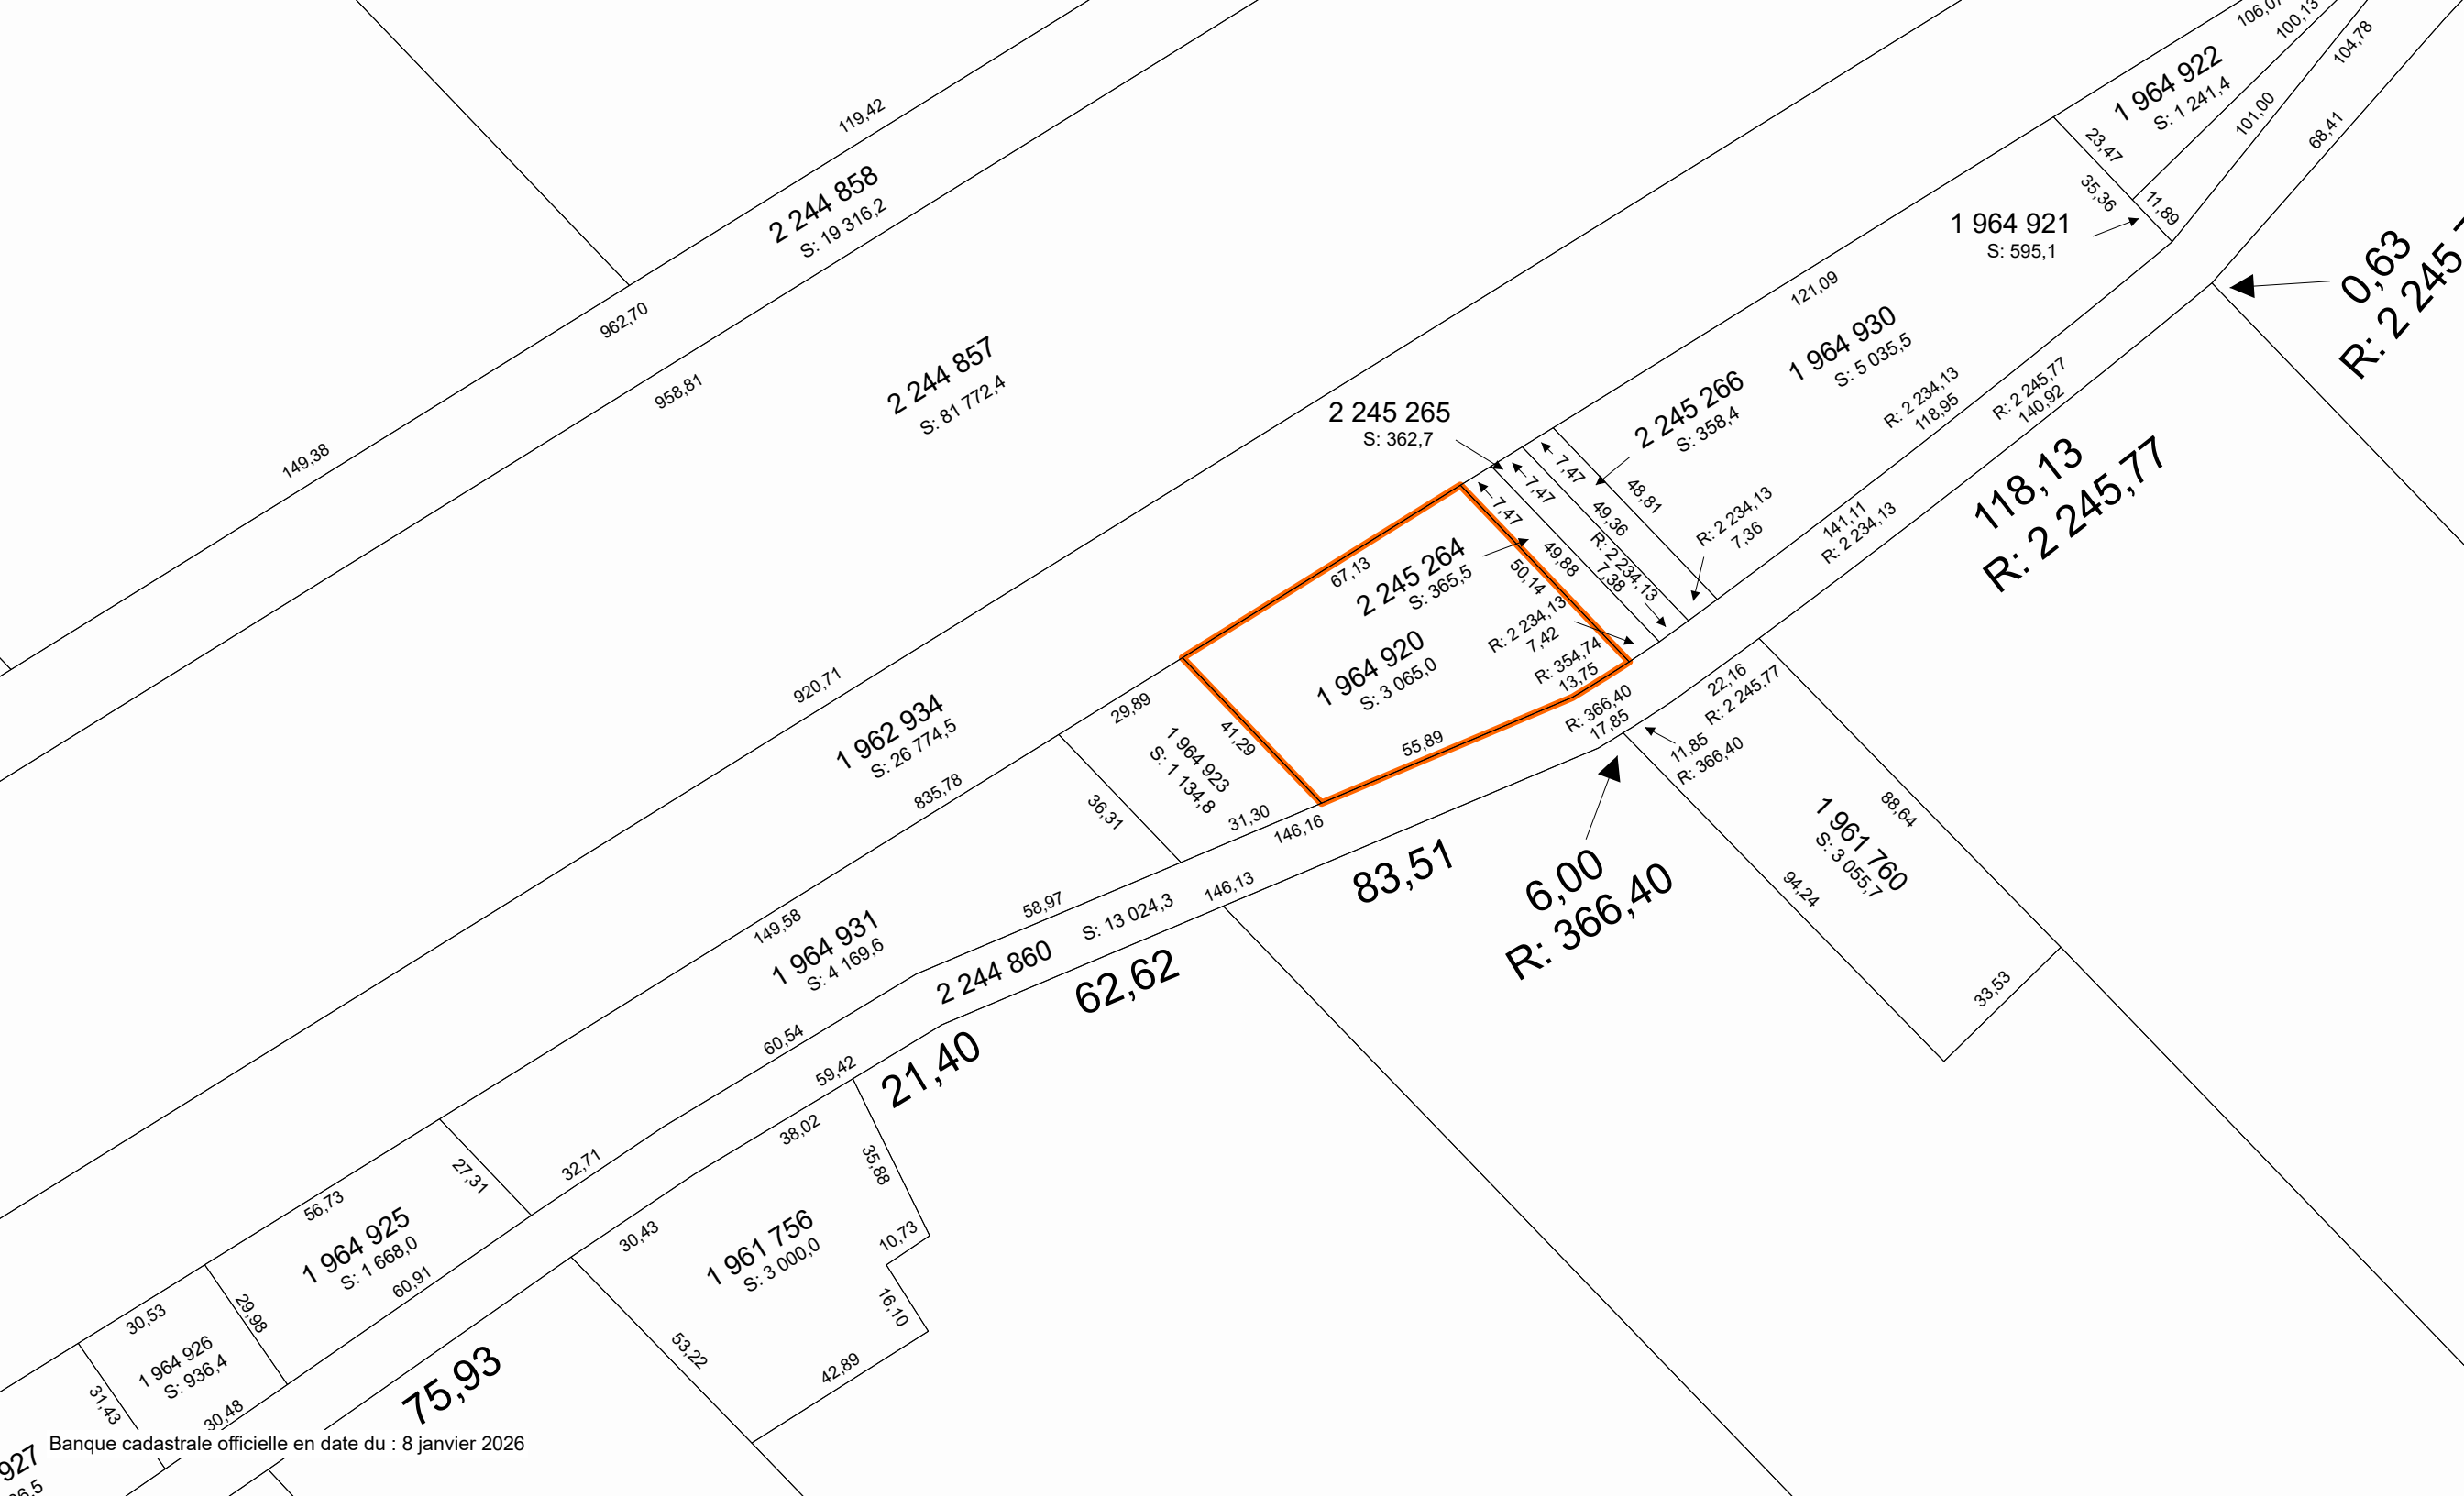 106,07
100,13
104,78
1 964 922
S: 1 241,4
101,00
68,41
119,42
23,47
35,36
11,89
2 244 858
S: 19 316,2
1 964 921
S: 595,1
0,63
962,70
121,09
958,81
2 244 857
S: 81 772,4
1 964 930
S: 5 035,5
2 245 265
S: 362,7
2 245 266
S: 358,4
R: 2 234,13
118,95
R: 2 245,77
140,92
149,38
118,13
R: 2 245,77
7,47
7,47
7,47
48,81
49,36
R: 2 234,13
7,38
R: 2 234,13
7,36
141,11
R: 2 234,13
49,88
50,14
67,13
2 245 264
S: 365,5
R: 2 234,13
7,42
R: 354,74
13,75
1 964 920
S: 3 065,0
920,71
29,89
41,29
1 964 923
S: 1 134,8
1 962 934
S: 26 774,5
835,78
36,31
55,89
R: 366,40
17,85
22,16
R: 2 245,77
11,85
R: 366,40
31,30
146,16
1 961 760
S: 3 055,7
88,64
94,24
33,53
83,51
6,00
R: 366,40
58,97
146,13
S: 13 024,3
2 244 860
149,58
1 964 931
S: 4 169,6
62,62
60,54
59,42
21,40
38,02
35,88
32,71
27,31
56,73
1 964 925
S: 1 668,0
60,91
30,43
1 961 756
S: 3 000,0
10,73
16,10
42,89
53,22
30,53
29,98
1 964 926
S: 936,4
31,43
30,48
75,93
927
Banque cadastrale officielle en date du : 8 janvier 2026